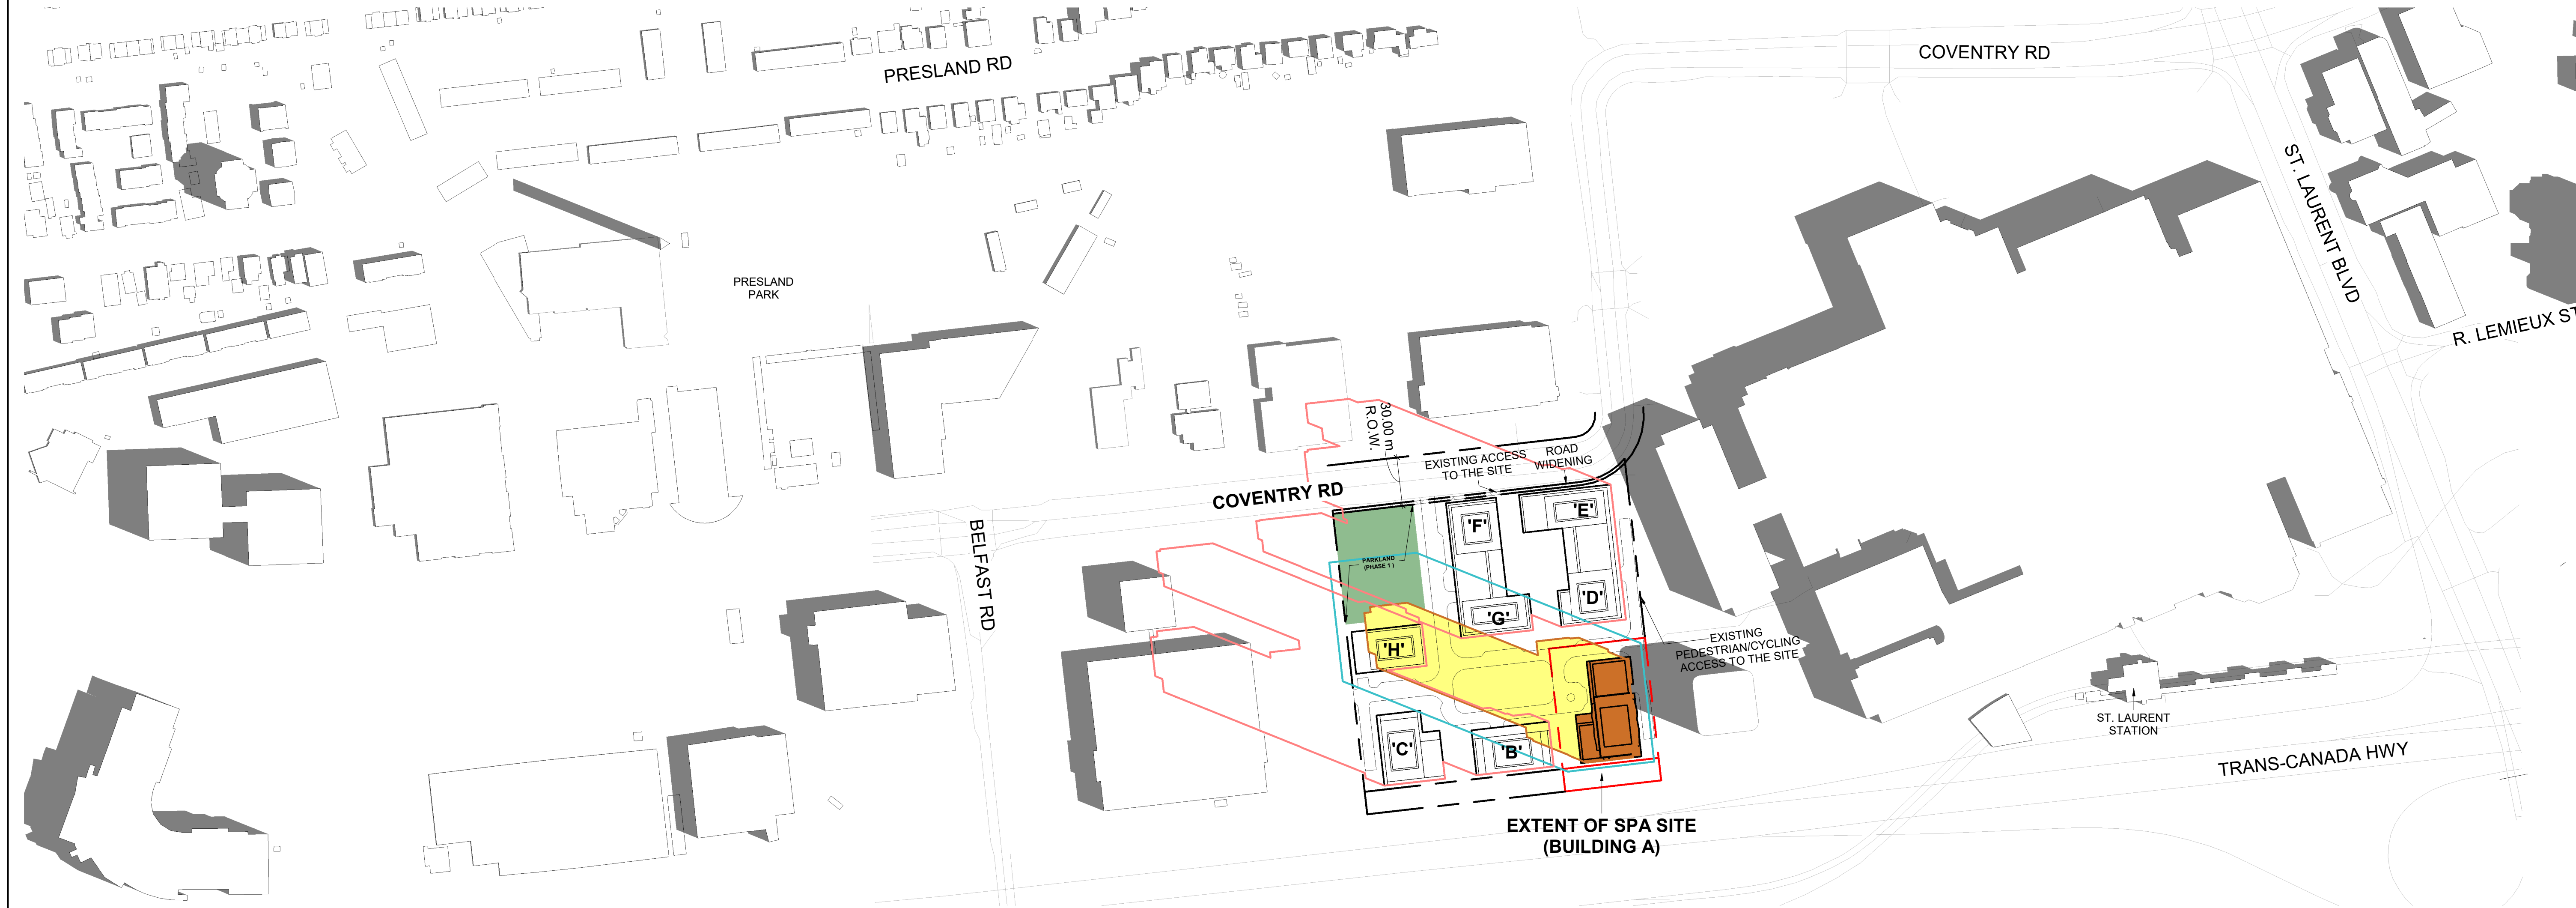 COVENTRY RD
PRESLAND RD
ST. LAURENT BLVD
PRESLAND
PARK
R. LEMIEUX ST
30.00 m
R.O.W.
EXISTING ACCESS
TO THE SITE
ROAD
WIDENING
COVENTRY RD
'F'
'E'
BELFAST RD
PARKLAND
(PHASE 1 )
'D'
'G'
'H'
EXISTING
PEDESTRIAN/CYCLING
ACCESS TO THE SITE
ST. LAURENT
STATION
'C'
'B'
TRANS-CANADA HWY
EXTENT OF SPA SITE
(BUILDING A)